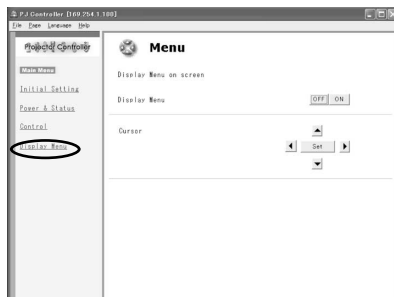 PJ Controller [169.254.1.100]
File Page Language Help
Projector Controller
Menu
Main Menu
Display Menu on screen
Initial Setting
Display Menu
OFF ON
Power & Status
Control
Cursor
Set
Display Menu